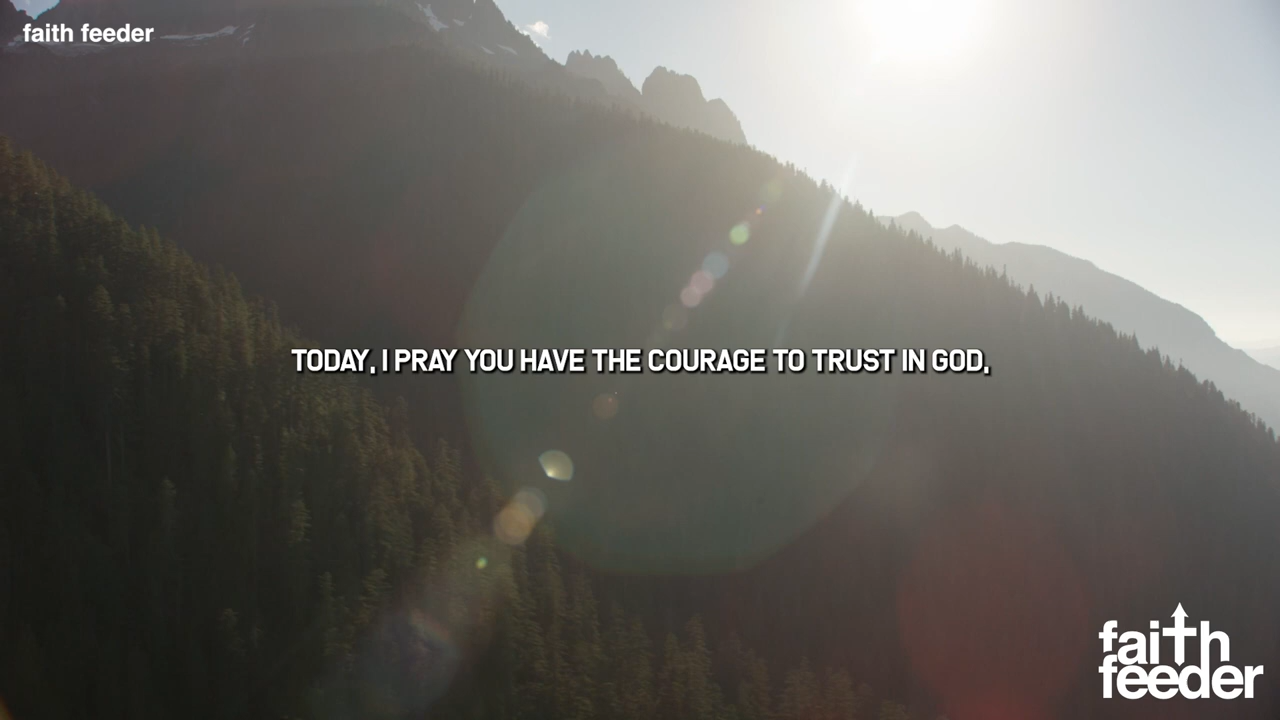 faith feeder
TODAY, I PRAY YOU HAVE THE COURAGE TO TRUST IN GOD,
faith
feeder